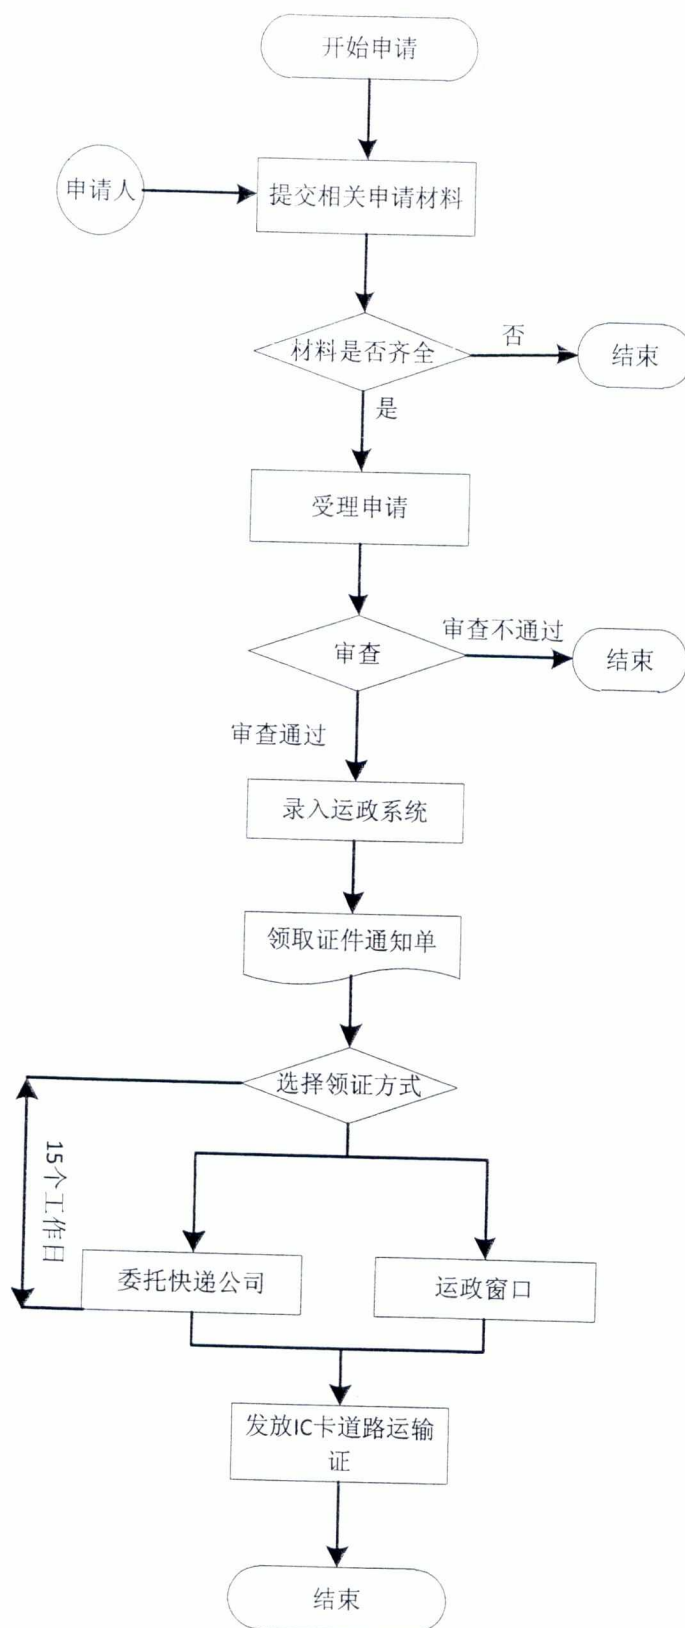 开始申请
申请人
提交相关申请材料
材料是否齐全
否
结束
是
受理申请
审查不通过
审查
结束
审查通过
录入运政系统
领取证件通知单
选择领证方式
15个工作日
委托快递公司
运政窗口
发放IC卡道路运输
证
结束